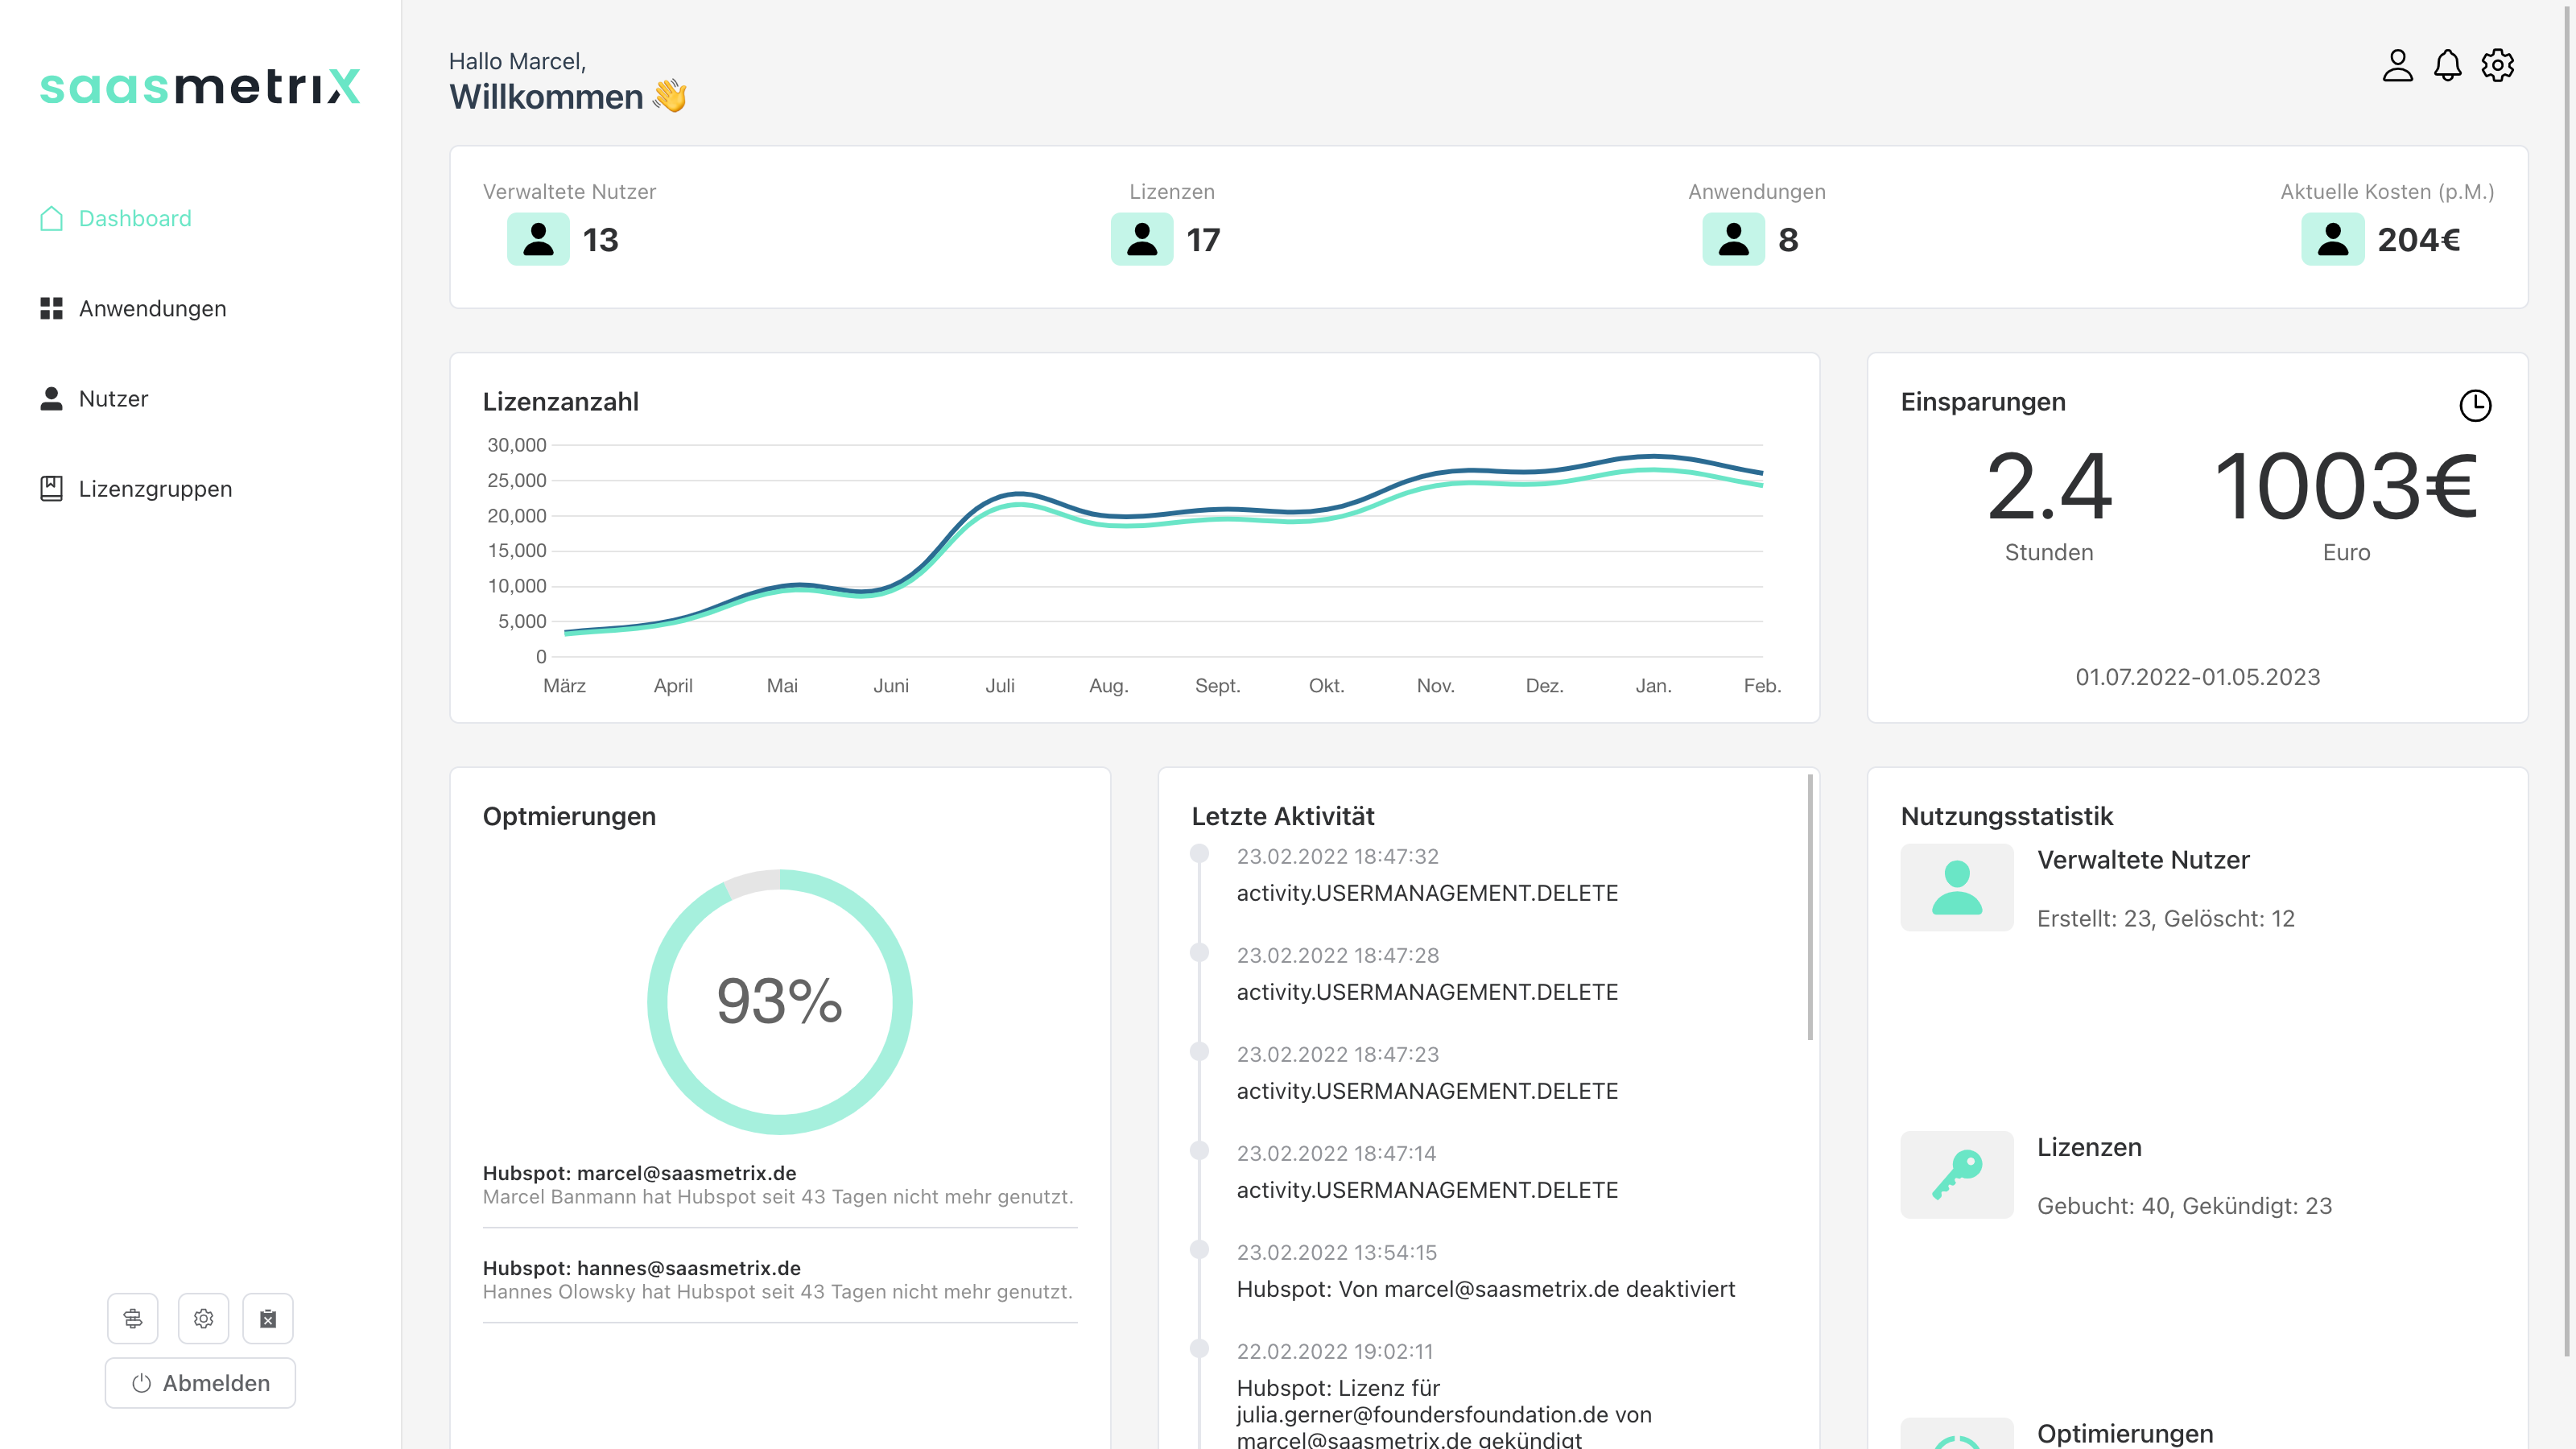 saasmetrix
Dashboard
Anwendungen
Nutzer
Lizenzgruppen
Abmelden
Hallo Marcel,
Willkommen 👋
Verwaltete Nutzer
13
Lizenzen
17
Anwendungen
8
Aktuelle Kosten (p.M.)
204€
Lizenzanzahl
30,000
25,000
20,000
15,000
10,000
5,000
0
März April Mai Juni Juli Aug. Sept. Okt. Nov. Dez. Jan. Feb.
Einsparungen
2.4 1003€
Stunden Euro
01.07.2022-01.05.2023
Optmierungen
93%
Hubspot: marcel@saasmetrix.de
Marcel Banmann hat Hubspot seit 43 Tagen nicht mehr genutzt.
Hubspot: hannes@saasmetrix.de
Hannes Olowsky hat Hubspot seit 43 Tagen nicht mehr genutzt.
Letzte Aktivität
23.02.2022 18:47:32
activity.USERMANAGEMENT.DELETE
23.02.2022 18:47:28
activity.USERMANAGEMENT.DELETE
23.02.2022 18:47:23
activity.USERMANAGEMENT.DELETE
23.02.2022 18:47:14
activity.USERMANAGEMENT.DELETE
23.02.2022 13:54:15
Hubspot: Von marcel@saasmetrix.de deaktiviert
22.02.2022 19:02:11
Hubspot: Lizenz für
julia.gerner@foundersfoundation.de von
marcel@saasmetrix.de gekündigt
Nutzungsstatistik
Verwaltete Nutzer
Erstellt: 23, Gelöscht: 12
Lizenzen
Gebucht: 40, Gekündigt: 23
Optimierungen